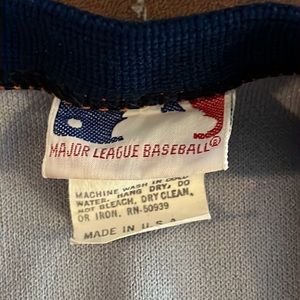 MAJOR LEAGUE BASEBALL®
MACHINE WASH IN COLD
WATER. HANG DRY, DO
NOT BLEACH, DRY CLEAN,
OR IRON. RN-50939
MADE IN U.S.A.